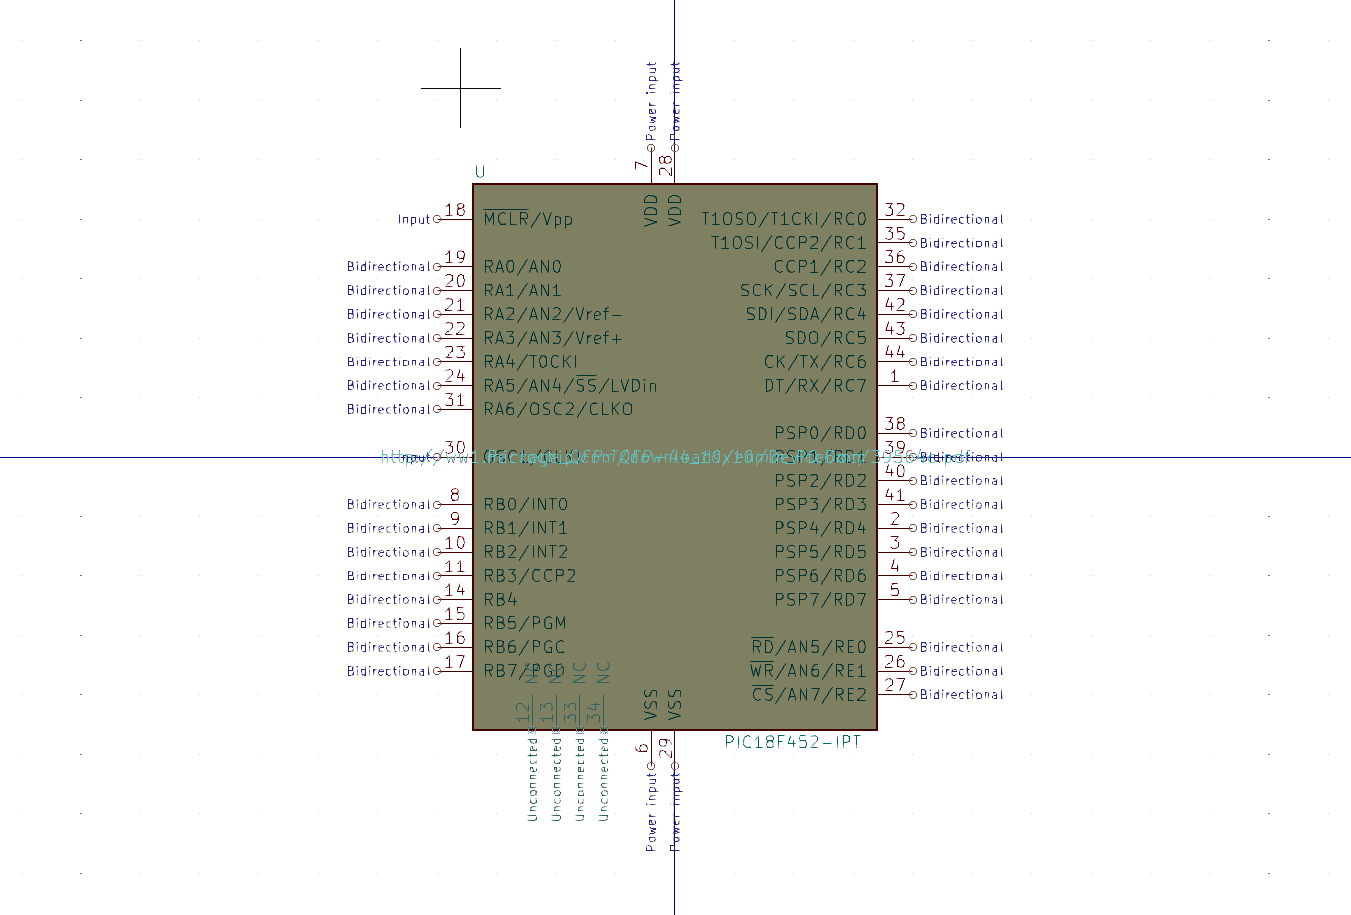 Power input
Power input
7
28
U
VDD
VDD
Input 18 MCLR/Vpp
T1OSO/T1CKI/RC0 32 Bidirectional
T1OSI/CCP2/RC1 35 Bidirectional
Bidirectional 19 RA0/AN0
CCP1/RC2 36 Bidirectional
Bidirectional 20 RA1/AN1
SCK/SCL/RC3 37 Bidirectional
Bidirectional 21 RA2/AN2/Vref-
SDI/SDA/RC4 42 Bidirectional
Bidirectional 22 RA3/AN3/Vref+
SDO/RC5 43 Bidirectional
Bidirectional 23 RA4/T0CKI
CK/TX/RC6 44 Bidirectional
Bidirectional 24 RA5/AN4/SS/LVDin
DT/RX/RC7 1 Bidirectional
Bidirectional 31 RA6/OSC2/CLKO
PSP0/RD0 38 Bidirectional
Input 30
39 Bidirectional
PSP2/RD2 40 Bidirectional
Bidirectional 8 RB0/INT0
PSP3/RD3 41 Bidirectional
Bidirectional 9 RB1/INT1
PSP4/RD4 2 Bidirectional
Bidirectional 10 RB2/INT2
PSP5/RD5 3 Bidirectional
Bidirectional 11 RB3/CCP2
PSP6/RD6 4 Bidirectional
Bidirectional 14 RB4
PSP7/RD7 5 Bidirectional
Bidirectional 15 RB5/PGM
Bidirectional 16 RB6/PGC
RD/AN5/RE0 25 Bidirectional
Bidirectional 17 RB7/PGD
WR/AN6/RE1 26 Bidirectional
CS/AN7/RE2 27 Bidirectional
NC
NC
NC
NC
12
13
33
34
VSS
VSS
6
29
PIC18F452-IPT
Unconnected
Unconnected
Unconnected
Unconnected
Power input
Power input